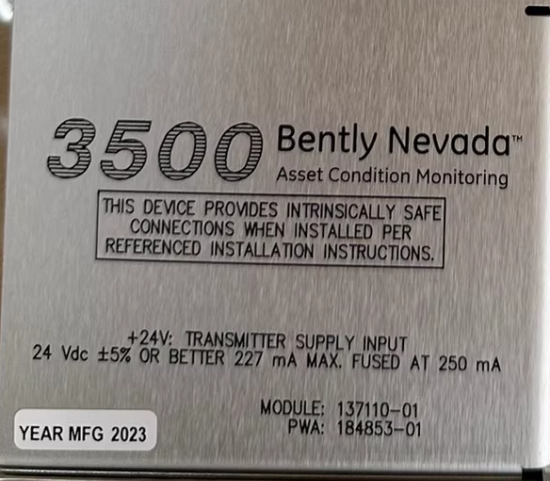 3500 Bently Nevada™
Asset Condition Monitoring
THIS DEVICE PROVIDES INTRINSICALLY SAFE
CONNECTIONS WHEN INSTALLED PER
REFERENCED INSTALLATION INSTRUCTIONS.
+24V: TRANSMITTER SUPPLY INPUT
24 Vdc ±5% OR BETTER 227 mA MAX. FUSED AT 250 mA
MODULE: 137110-01
PWA: 184853-01
YEAR MFG 2023